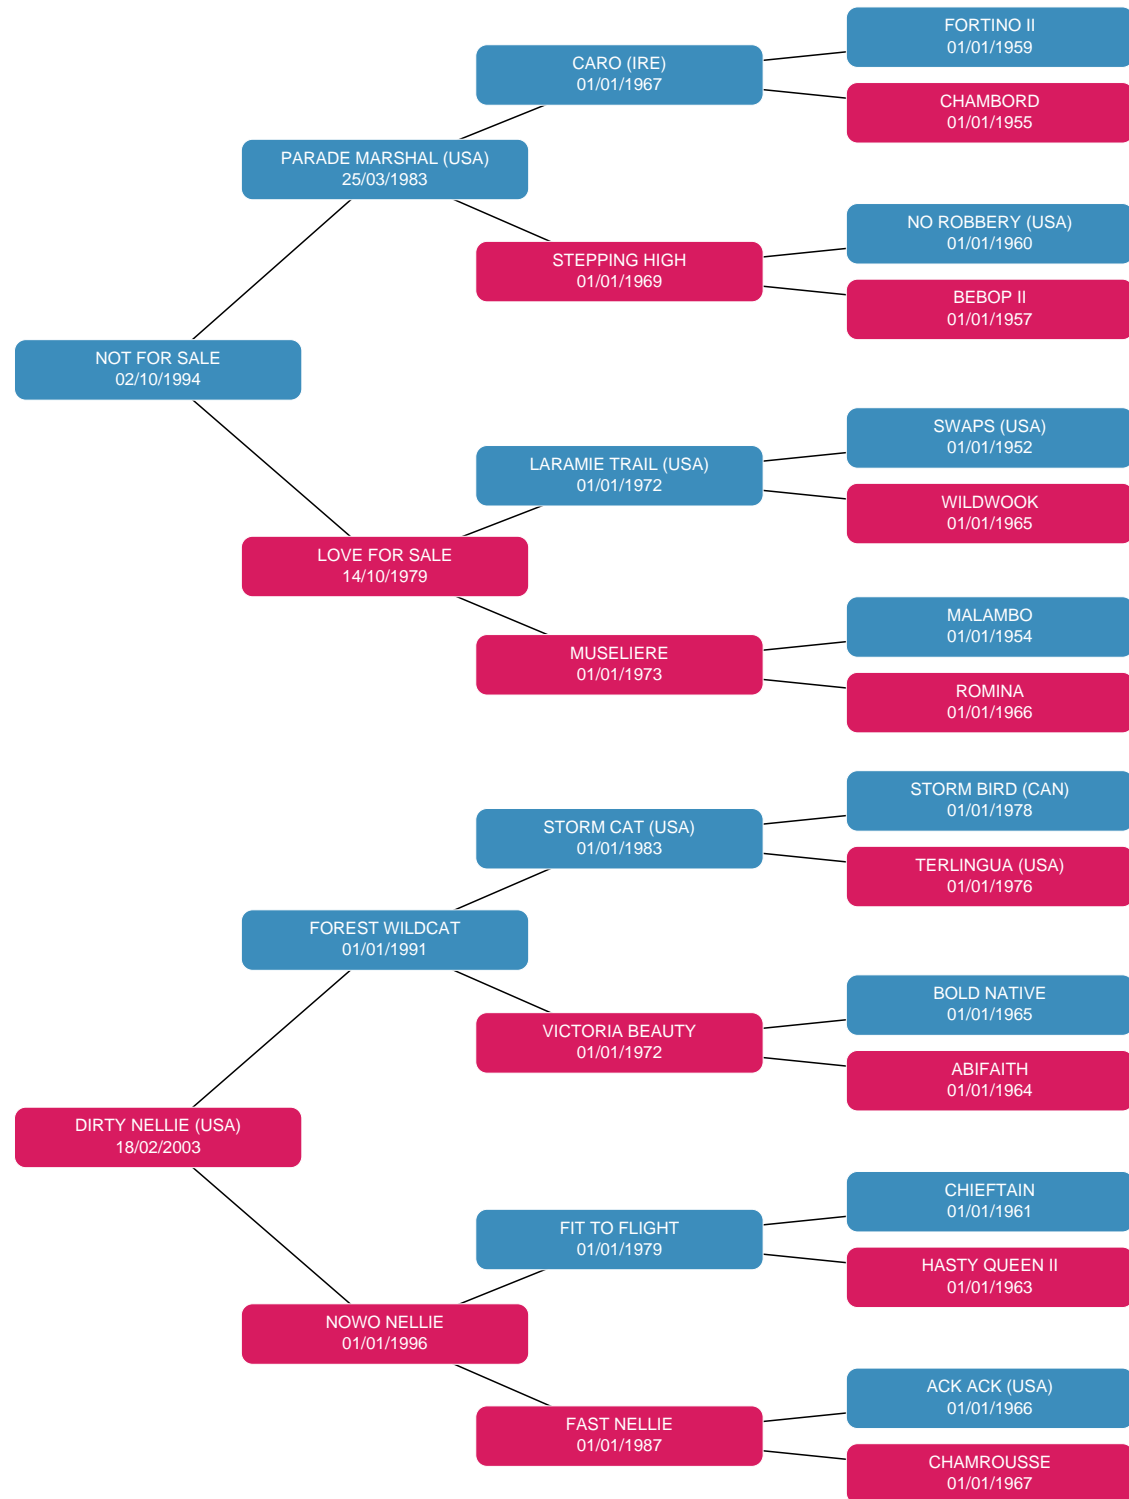 FORTINO II
01/01/1959
CARO (IRE)
01/01/1967
CHAMBORD
01/01/1955
PARADE MARSHAL (USA)
25/03/1983
NO ROBBERY (USA)
01/01/1960
STEPPING HIGH
01/01/1969
BEBOP II
01/01/1957
NOT FOR SALE
02/10/1994
SWAPS (USA)
01/01/1952
LARAMIE TRAIL (USA)
01/01/1972
WILDWOOK
01/01/1965
LOVE FOR SALE
14/10/1979
MALAMBO
01/01/1954
MUSELIERE
01/01/1973
ROMINA
01/01/1966
STORM BIRD (CAN)
01/01/1978
STORM CAT (USA)
01/01/1983
TERLINGUA (USA)
01/01/1976
FOREST WILDCAT
01/01/1991
BOLD NATIVE
01/01/1965
VICTORIA BEAUTY
01/01/1972
ABIFAITH
01/01/1964
DIRTY NELLIE (USA)
18/02/2003
CHIEFTAIN
01/01/1961
FIT TO FLIGHT
01/01/1979
HASTY QUEEN II
01/01/1963
NOWO NELLIE
01/01/1996
ACK ACK (USA)
01/01/1966
FAST NELLIE
01/01/1987
CHAMROUSSE
01/01/1967